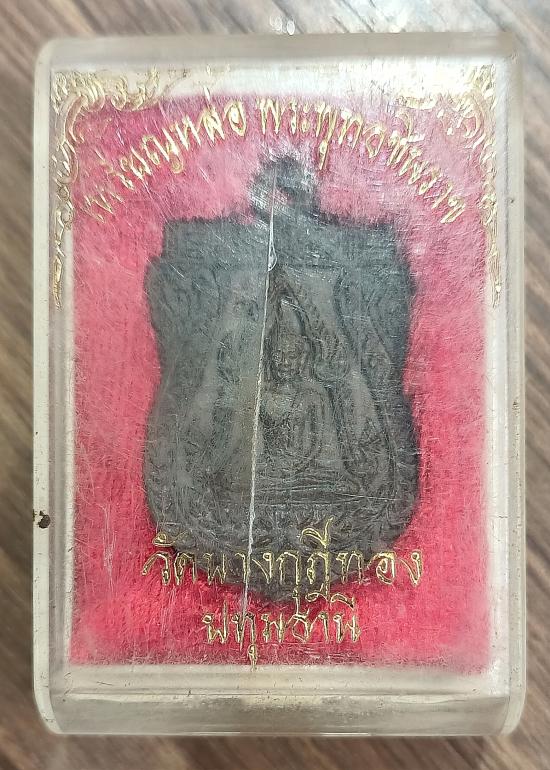 เหรียญหล่อ พระพุทธชินราช
วัดนางกุฎีทอง
ปทุมธานี